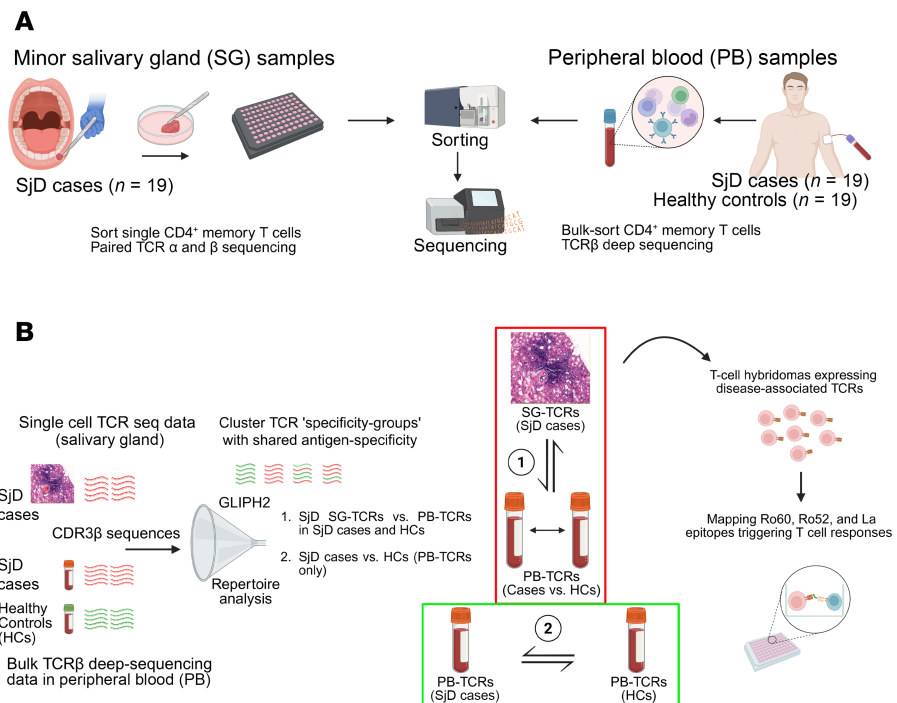 A
Minor salivary gland (SG) samples
Peripheral blood (PB) samples
Sorting
SjD cases (n = 19)
SjD cases (n = 19)
Healthy controls (n = 19)
Sort single CD4⁺ memory T cells
Paired TCR α and β sequencing
Sequencing
Bulk-sort CD4⁺ memory T cells
TCRβ deep sequencing
B
Single cell TCR seq data
(salivary gland)
SjD
cases
CDR3β sequences
SjD
cases
Healthy
Controls
(HCs)
Bulk TCRβ deep-sequencing
data in peripheral blood (PB)
Cluster TCR 'specificity-groups'
with shared antigen-specificity
GLIPH2
Repertoire
analysis
1. SjD SG-TCRs vs. PB-TCRs
in SjD cases and HCs
2. SjD cases vs. HCs (PB-TCRs
only)
SG-TCRs
(SjD cases)
1
PB-TCRs
(Cases vs. HCs)
2
PB-TCRs
(SjD cases)
PB-TCRs
(HCs)
T-cell hybridomas expressing
disease-associated TCRs
Mapping Ro60, Ro52, and La
epitopes triggering T cell responses